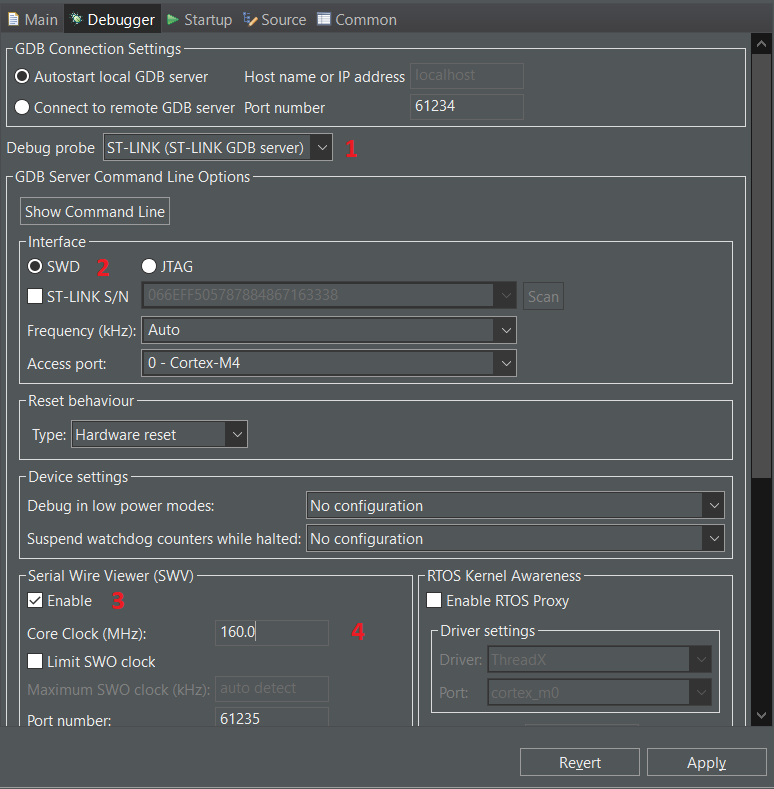 Main Debugger Startup Source Common
GDB Connection Settings
Autostart local GDB server Host name or IP address localhost
Connect to remote GDB server Port number 61234
Debug probe ST-LINK (ST-LINK GDB server) 1
GDB Server Command Line Options
Show Command Line
Interface
SWD 2 JTAG
ST-LINK S/N 066EFF505787884867163338 Scan
Frequency (kHz): Auto
Access port: 0 - Cortex-M4
Reset behaviour
Type: Hardware reset
Device settings
Debug in low power modes: No configuration
Suspend watchdog counters while halted: No configuration
Serial Wire Viewer (SWV)
Enable 3
Core Clock (MHz): 160.0 4
Limit SWO clock
Maximum SWO clock (kHz): auto detect
Port number: 61235
RTOS Kernel Awareness
Enable RTOS Proxy
Driver settings
Driver: ThreadX
Port: cortex_m0
Revert Apply